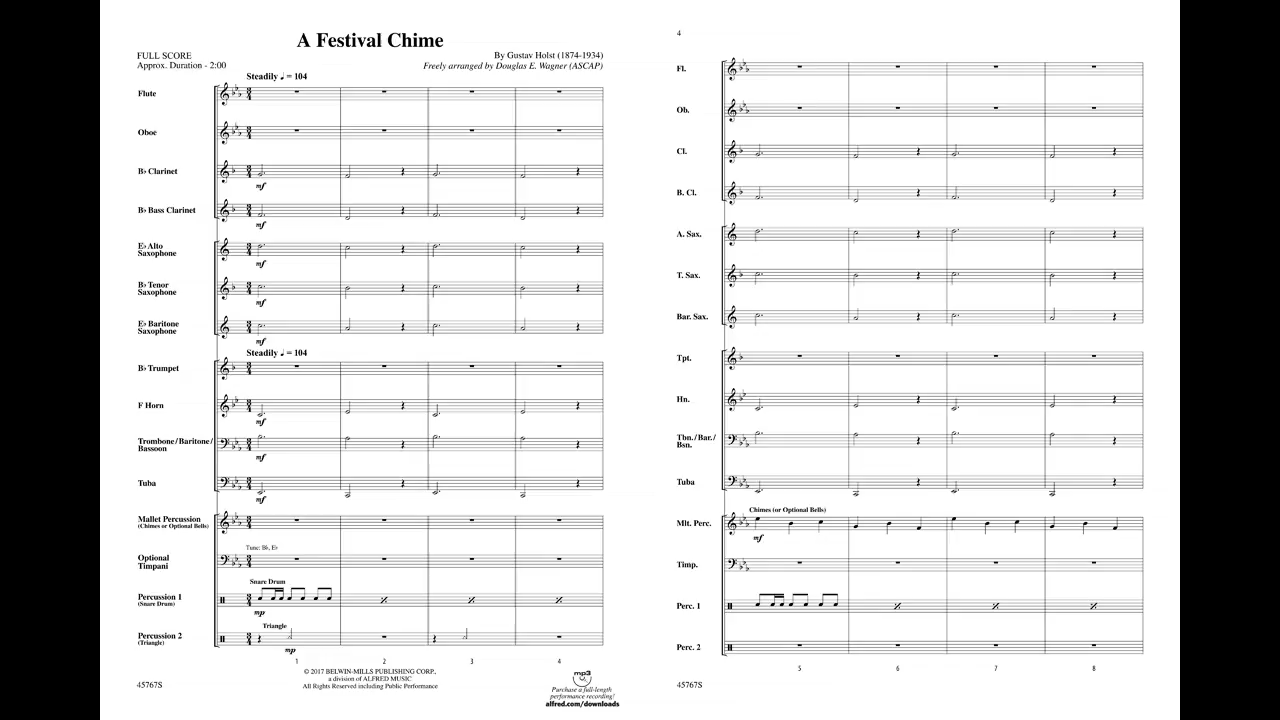 A Festival Chime
FULL SCORE
Approx. Duration - 2:00
By Gustav Holst (1874-1934)
Freely arranged by Douglas E. Wagner (ASCAP)
Steadily ♩ = 104
Flute
Oboe
B♭ Clarinet
mf
B♭ Bass Clarinet
mf
E♭ Alto
Saxophone
mf
B♭ Tenor
Saxophone
mf
E♭ Baritone
Saxophone
mf
Steadily ♩ = 104
B♭ Trumpet
F Horn
mf
Trombone/Baritone/
Bassoon
mf
Tuba
mf
Mallet Percussion
(Chimes or Optional Bells)
Tune: B♭, E♭
Optional
Timpani
Snare Drum
Percussion 1
(Snare Drum)
mp
Triangle
Percussion 2
(Triangle)
mp
1 2 3 4
© 2017 BELWIN-MILLS PUBLISHING CORP.,
a division of ALFRED MUSIC
All Rights Reserved including Public Performance
45767S
mp3
Purchase a full-length
performance recording!
alfred.com/downloads
4
Fl.
Ob.
Cl.
B. Cl.
A. Sax.
T. Sax.
Bar. Sax.
Tpt.
Hn.
Tbn./Bar./
Bsn.
Tuba
Chimes (or Optional Bells)
Mlt. Perc.
mf
Timp.
Perc. 1
Perc. 2
5 6 7 8
45767S